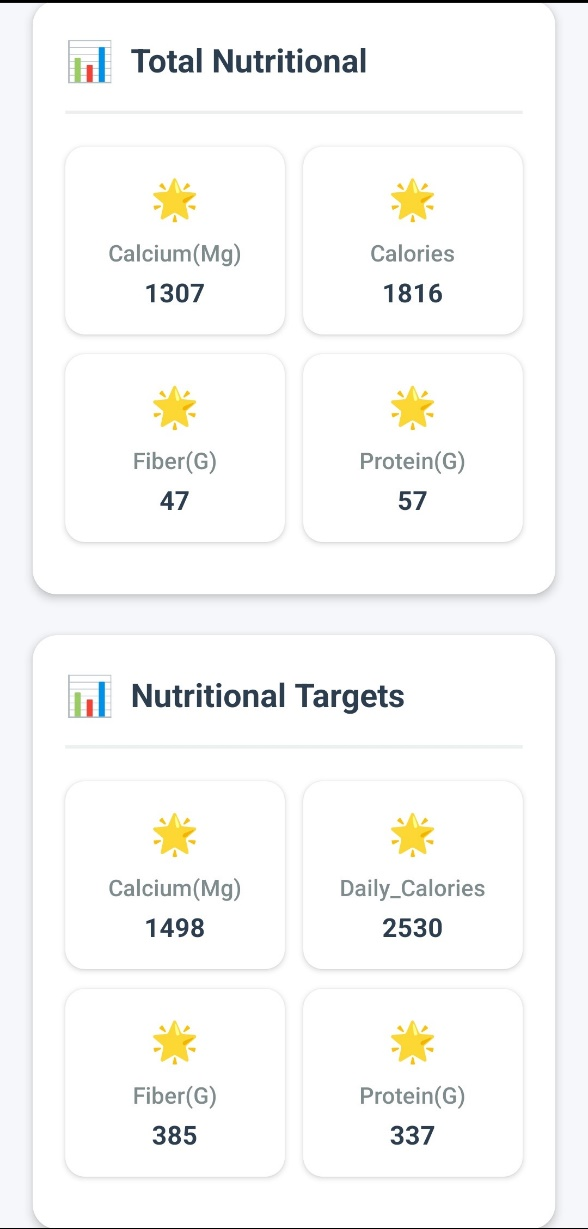 Total Nutritional
Calcium(Mg)
1307
Calories
1816
Fiber(G)
47
Protein(G)
57
Nutritional Targets
Calcium(Mg)
1498
Daily_Calories
2530
Fiber(G)
385
Protein(G)
337